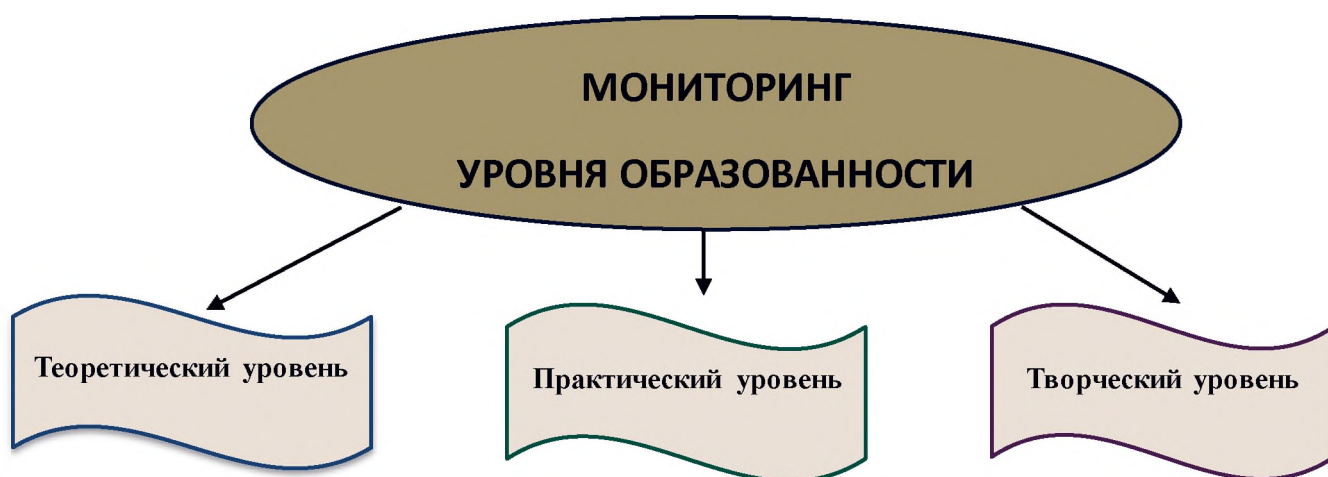 МОНИТОРИНГ
УРОВНЯ ОБРАЗОВАННОСТИ
Теоретический уровень
Практический уровень
Творческий уровень